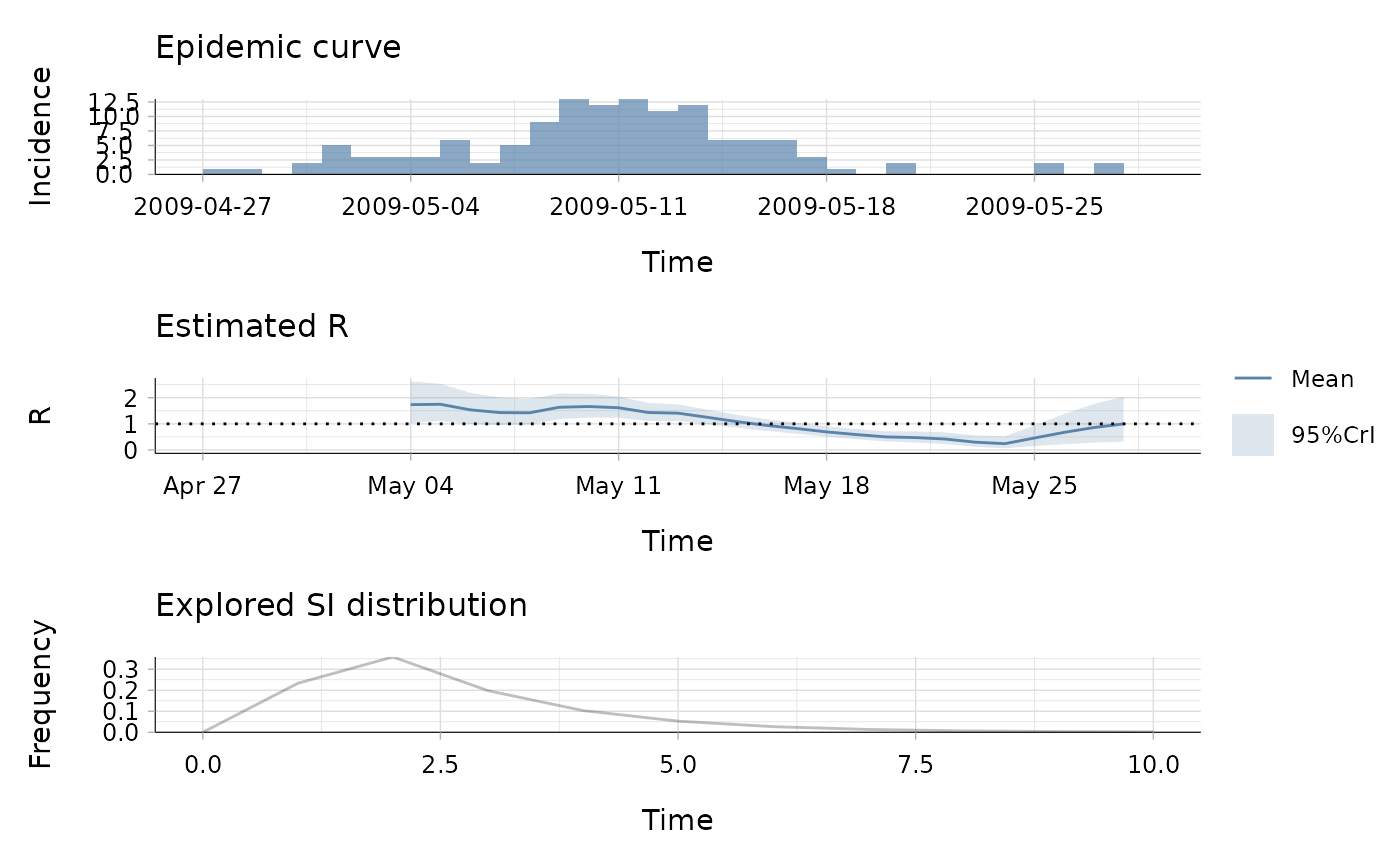 Epidemic curve
Incidence
12.5
10.0
7.5
5.0
2.5
0.0
2009-04-27 2009-05-04 2009-05-11 2009-05-18 2009-05-25
Time
Estimated R
R
2
1
0
Apr 27 May 04 May 11 May 18 May 25
Time
Mean
95%CrI
Explored SI distribution
Frequency
0.3
0.2
0.1
0.0
0.0 2.5 5.0 7.5 10.0
Time